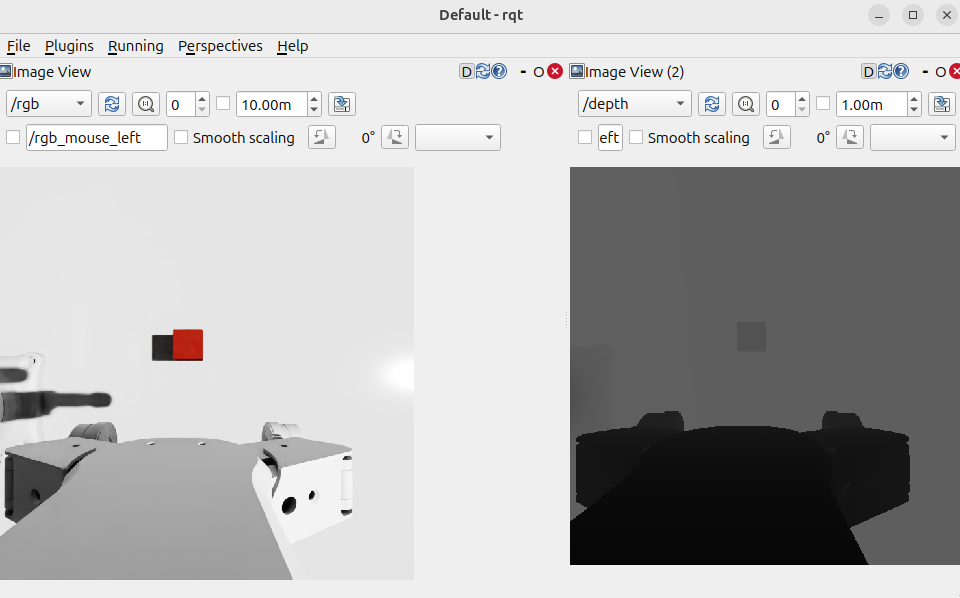 Default - rqt
File Plugins Running Perspectives Help
Image View D - O Image View (2) D - O
/rgb 0 10.00m /depth 0 1.00m
/rgb_mouse_left Smooth scaling 0° eft Smooth scaling 0°